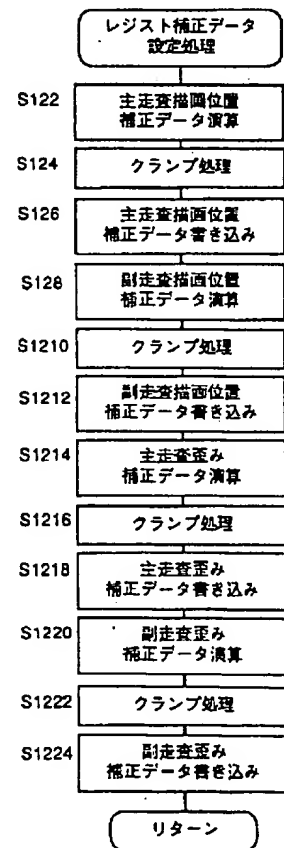 レジスト補正データ
設定処理
S122
主走査描画位置
補正データ演算
S124
クランプ処理
S126
主走査描画位置
補正データ書き込み
S128
副走査描画位置
補正データ演算
S1210
クランプ処理
S1212
副走査描画位置
補正データ書き込み
S1214
主走査歪み
補正データ演算
S1216
クランプ処理
S1218
主走査歪み
補正データ書き込み
S1220
副走査歪み
補正データ演算
S1222
クランプ処理
S1224
副走査歪み
補正データ書き込み
リターン